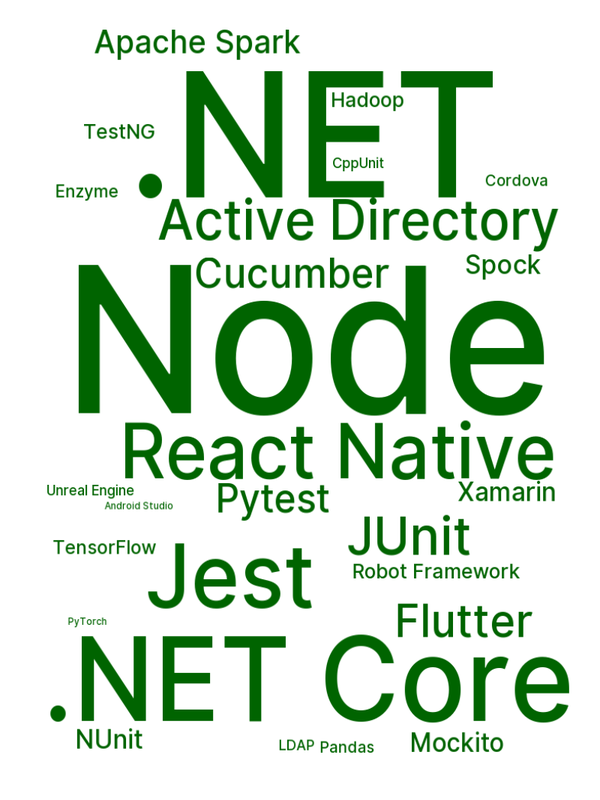 Apache Spark
.NET
Hadoop
TestNG
CppUnit
Cordova
Enzyme
Active Directory
Cucumber
Spock
Node
React Native
Unreal Engine
Pytest
Xamarin
Android Studio
JUnit
TensorFlow
Jest
Robot Framework
PyTorch
Flutter
.NET Core
NUnit
LDAP
Pandas
Mockito